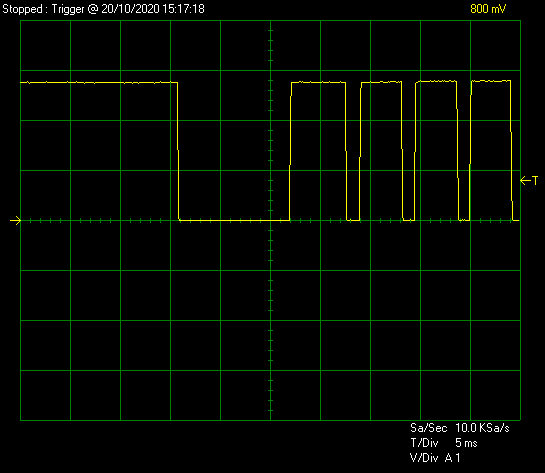 Stopped : Trigger @ 20/10/2020 15:17:18 800 mV
T
Sa/Sec 10.0 KSa/s
T/Div 5 ms
V/Div A 1